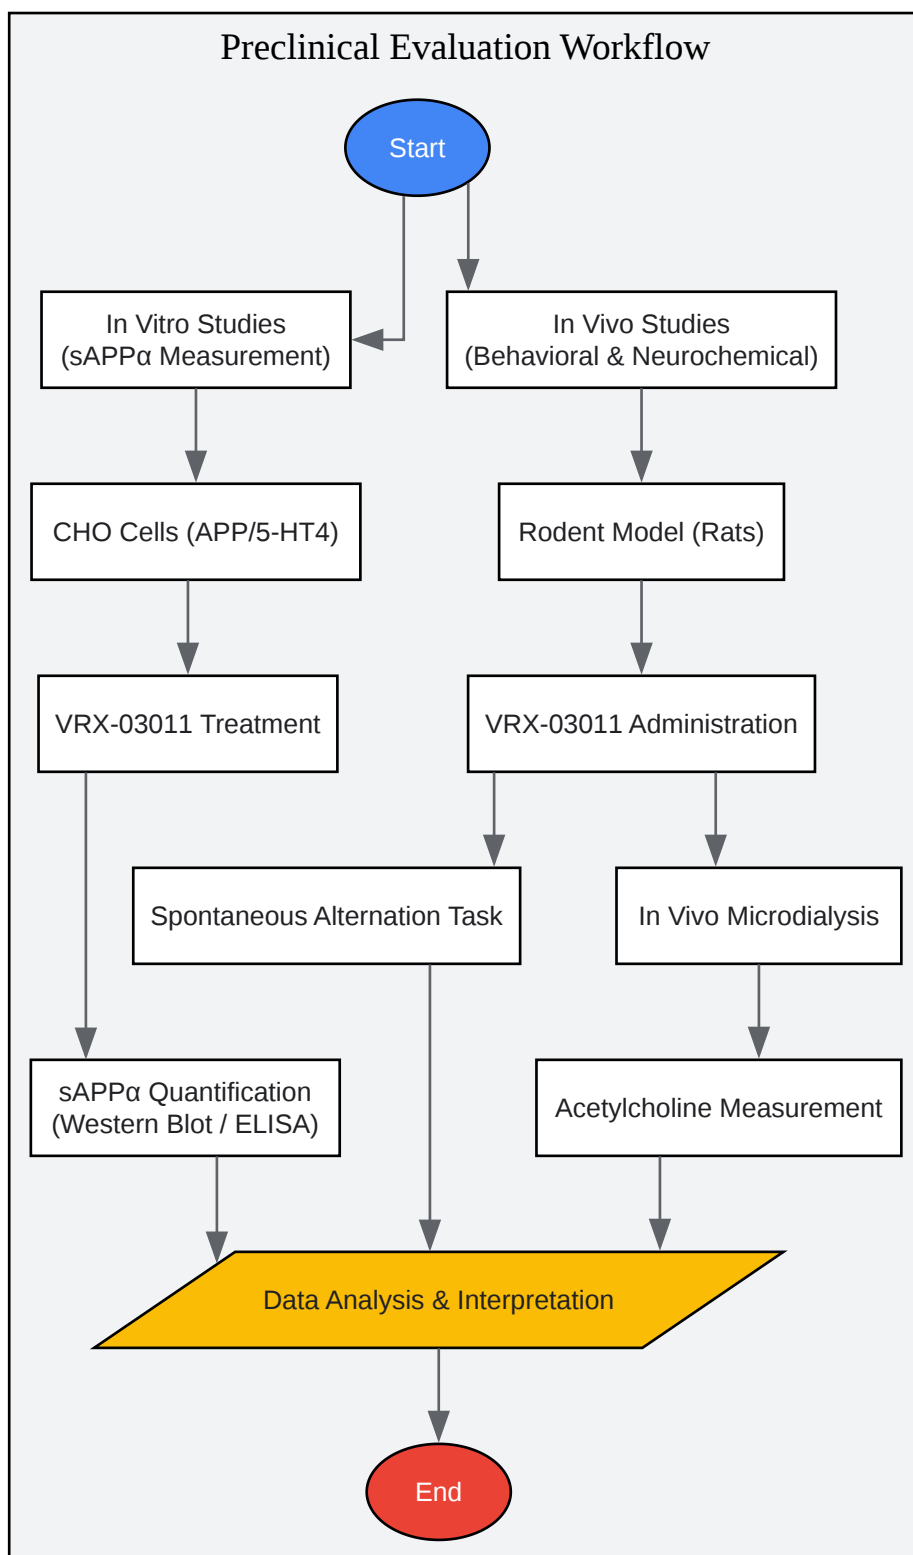 Preclinical Evaluation Workflow
Start
In Vitro Studies
(sAPPα Measurement)
In Vivo Studies
(Behavioral & Neurochemical)
CHO Cells (APP/5-HT4)
Rodent Model (Rats)
VRX-03011 Treatment
VRX-03011 Administration
Spontaneous Alternation Task
In Vivo Microdialysis
sAPPα Quantification
(Western Blot / ELISA)
Acetylcholine Measurement
Data Analysis & Interpretation
End